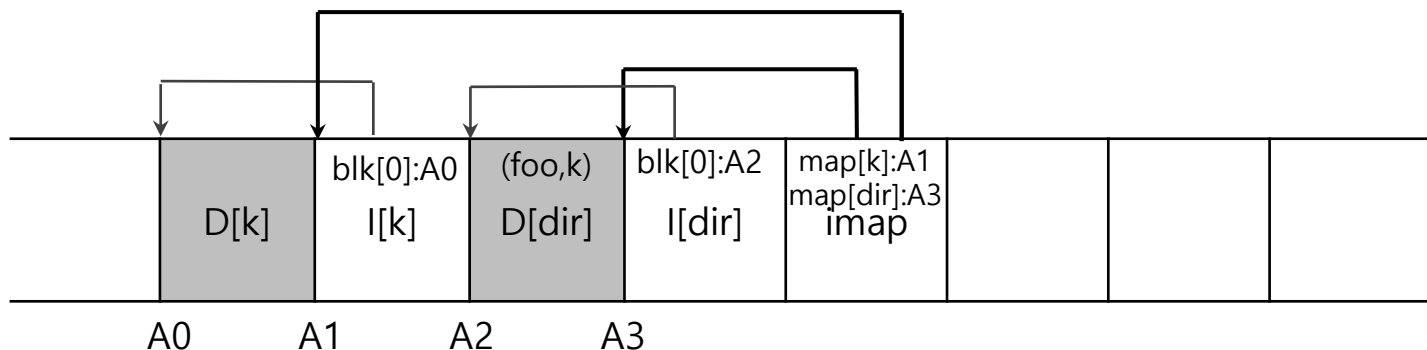 blk[0]:A0
(foo,k)
blk[0]:A2
map[k]:A1
map[dir]:A3
D[k]
I[k]
D[dir]
I[dir]
imap
A0
A1
A2
A3